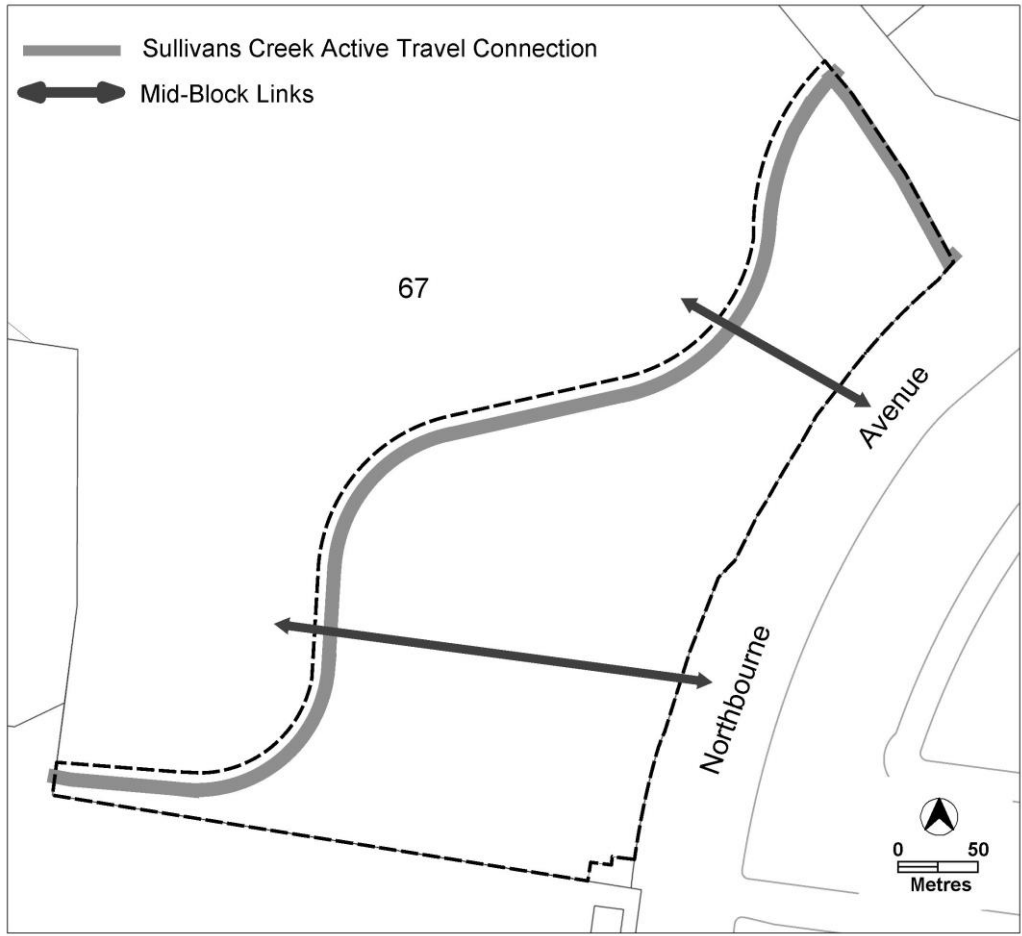 Sullivans Creek Active Travel Connection
Mid-Block Links
67
Avenue
Northbourne
0 50
Metres